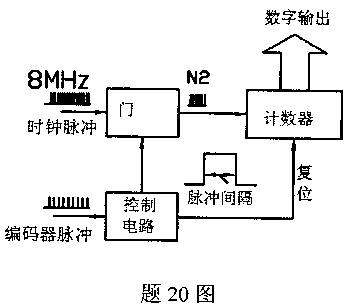 数字输出
8MHz
N2
门
计数器
时钟脉冲
复位
脉冲间隔
控制
电路
编码器脉冲
题 20 图